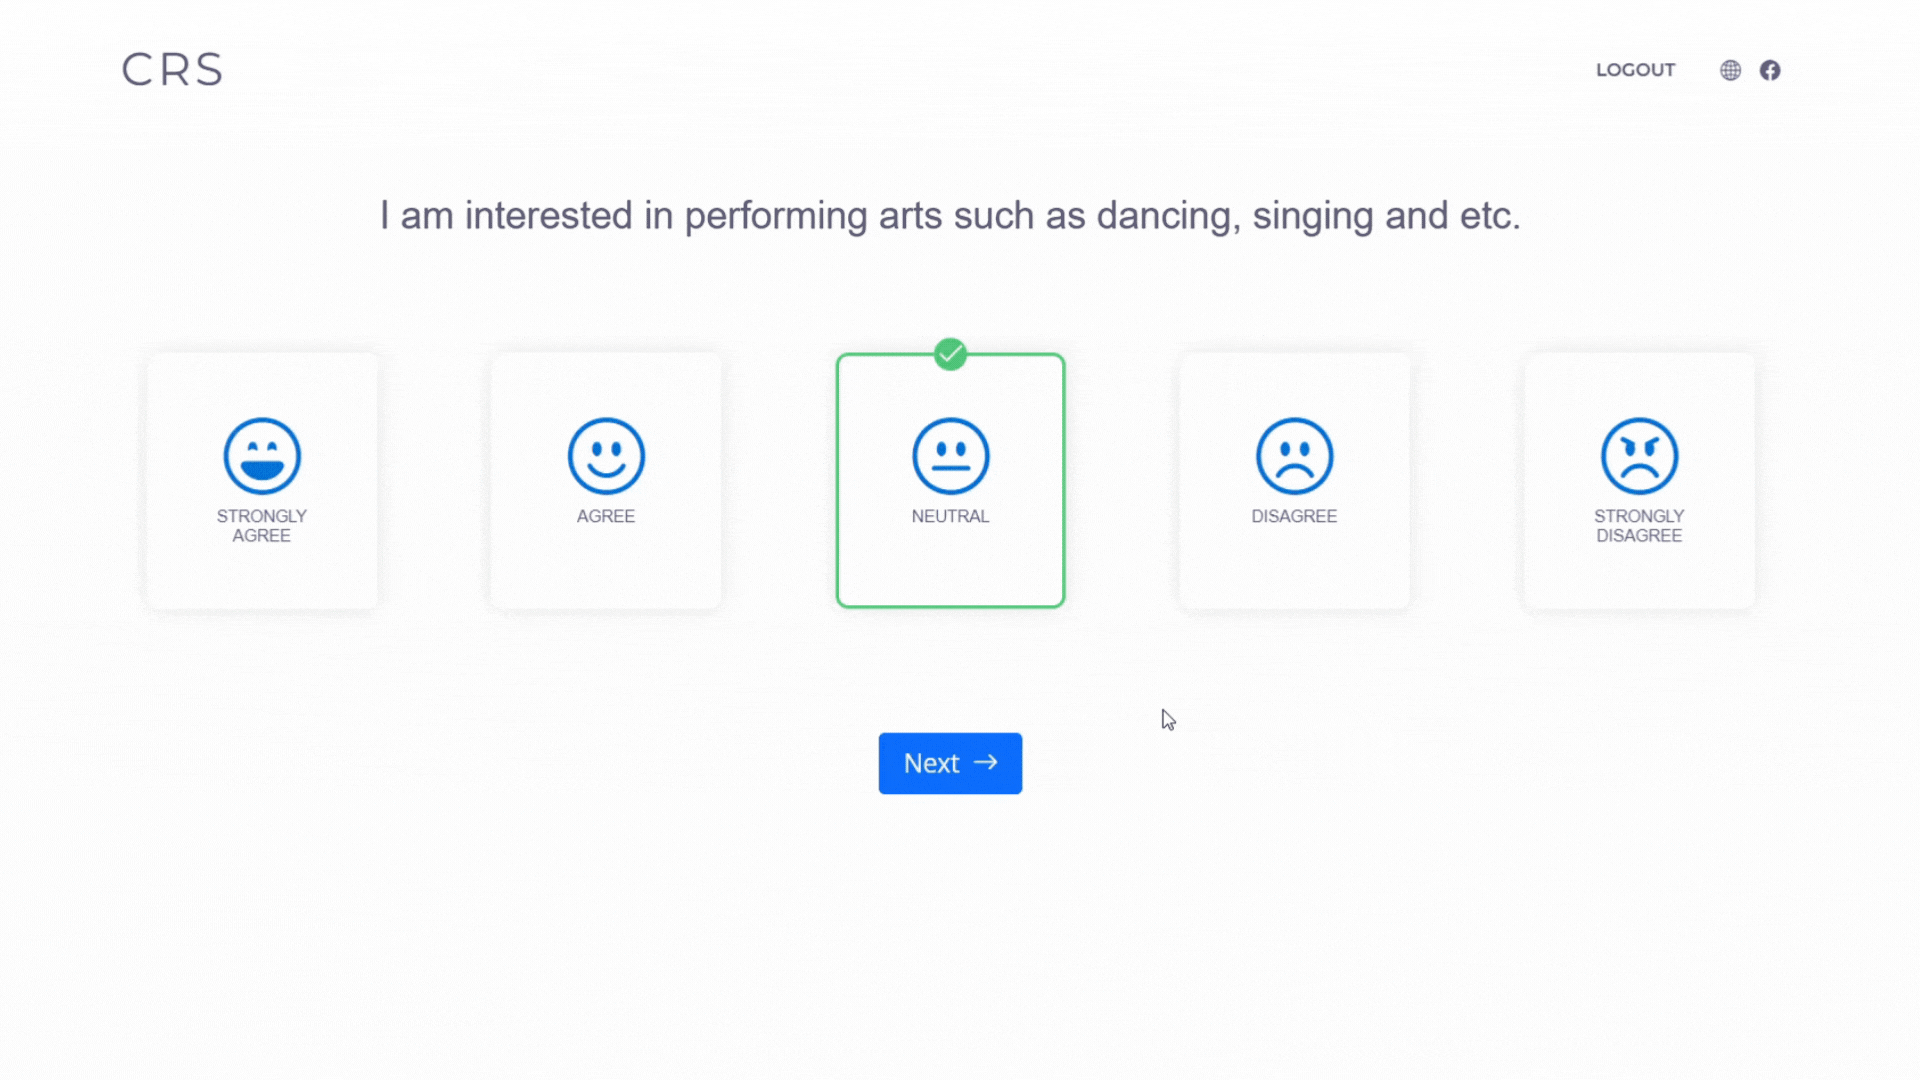 CRS
LOGOUT
I am interested in performing arts such as dancing, singing and etc.
STRONGLY
AGREE
AGREE
NEUTRAL
DISAGREE
STRONGLY
DISAGREE
Next